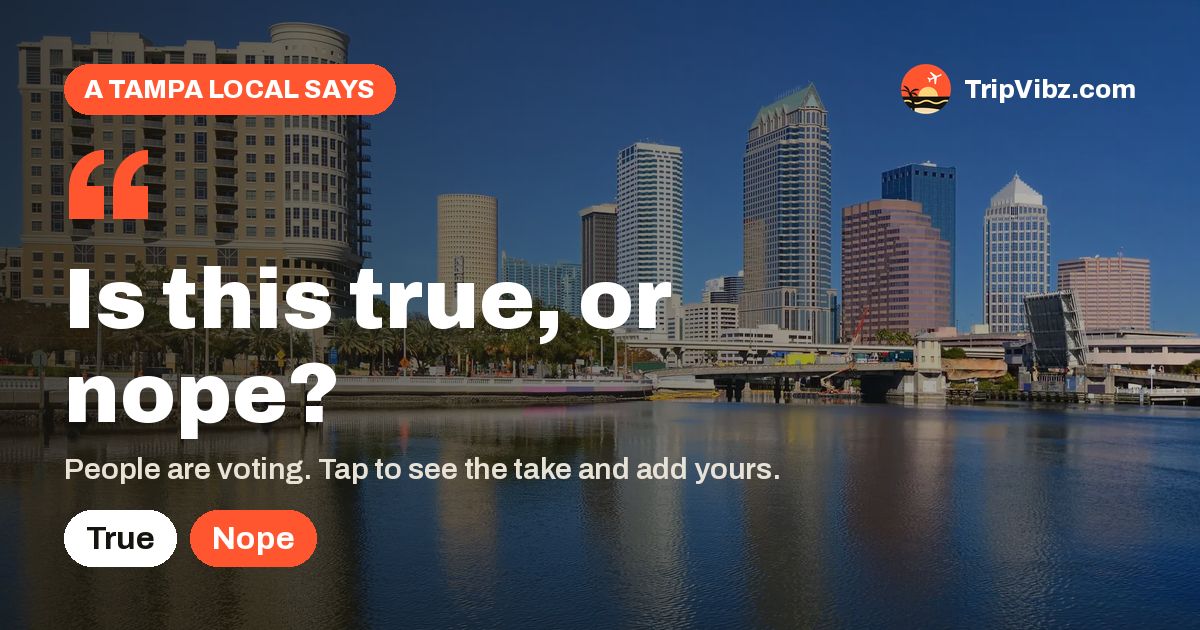 A TAMPA LOCAL SAYS
TripVibz.com
“
Is this true, or
nope?
People are voting. Tap to see the take and add yours.
True
Nope